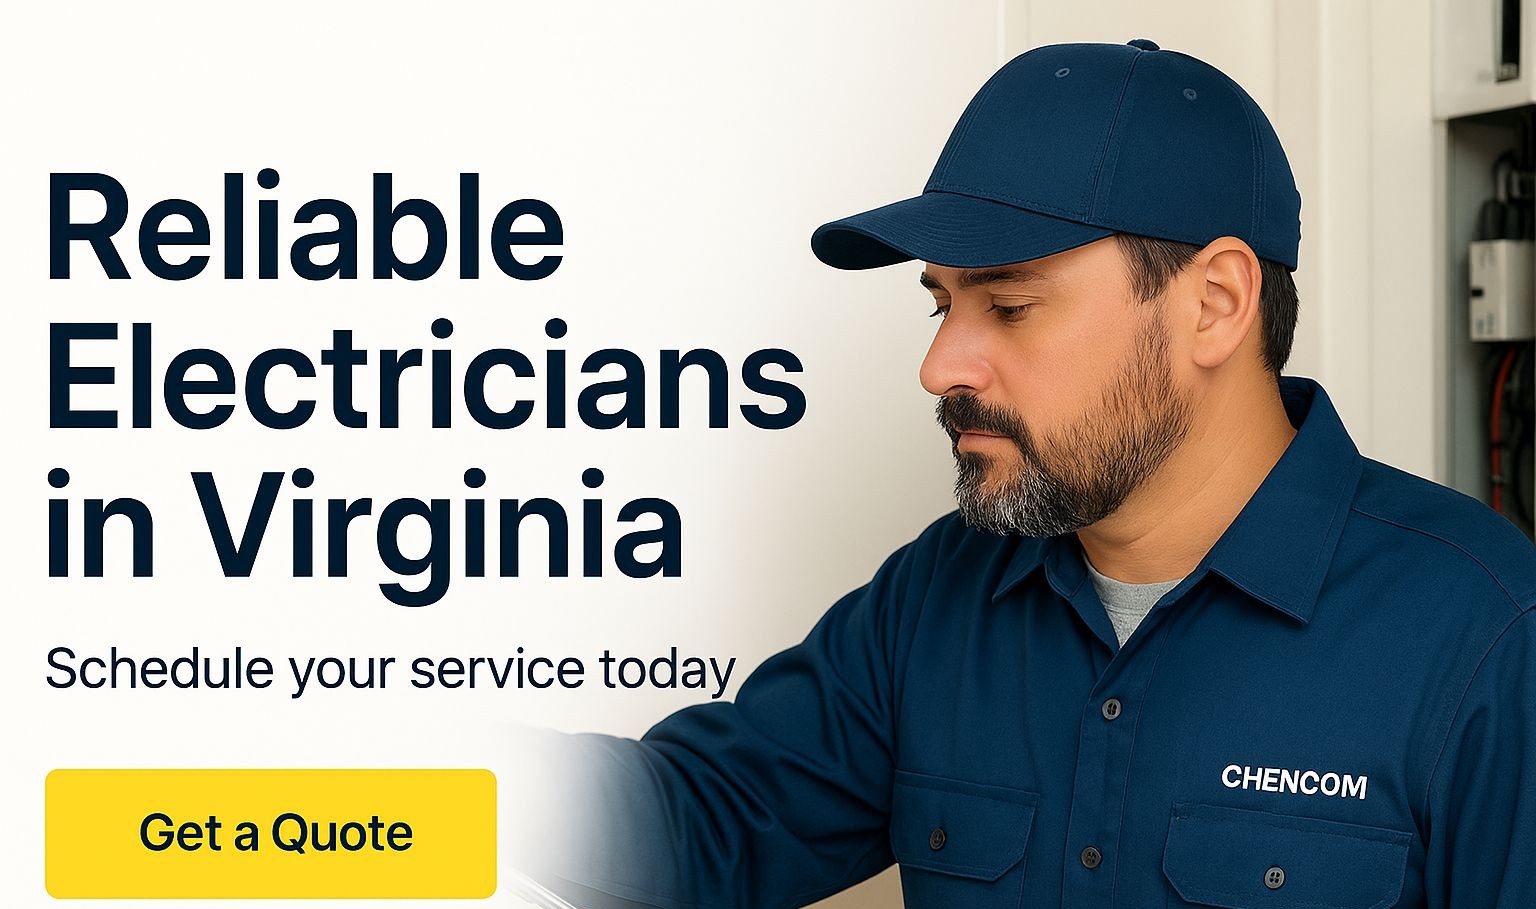 Reliable
Electricians
in Virginia
Schedule your service today
Get a Quote
CHENCOM